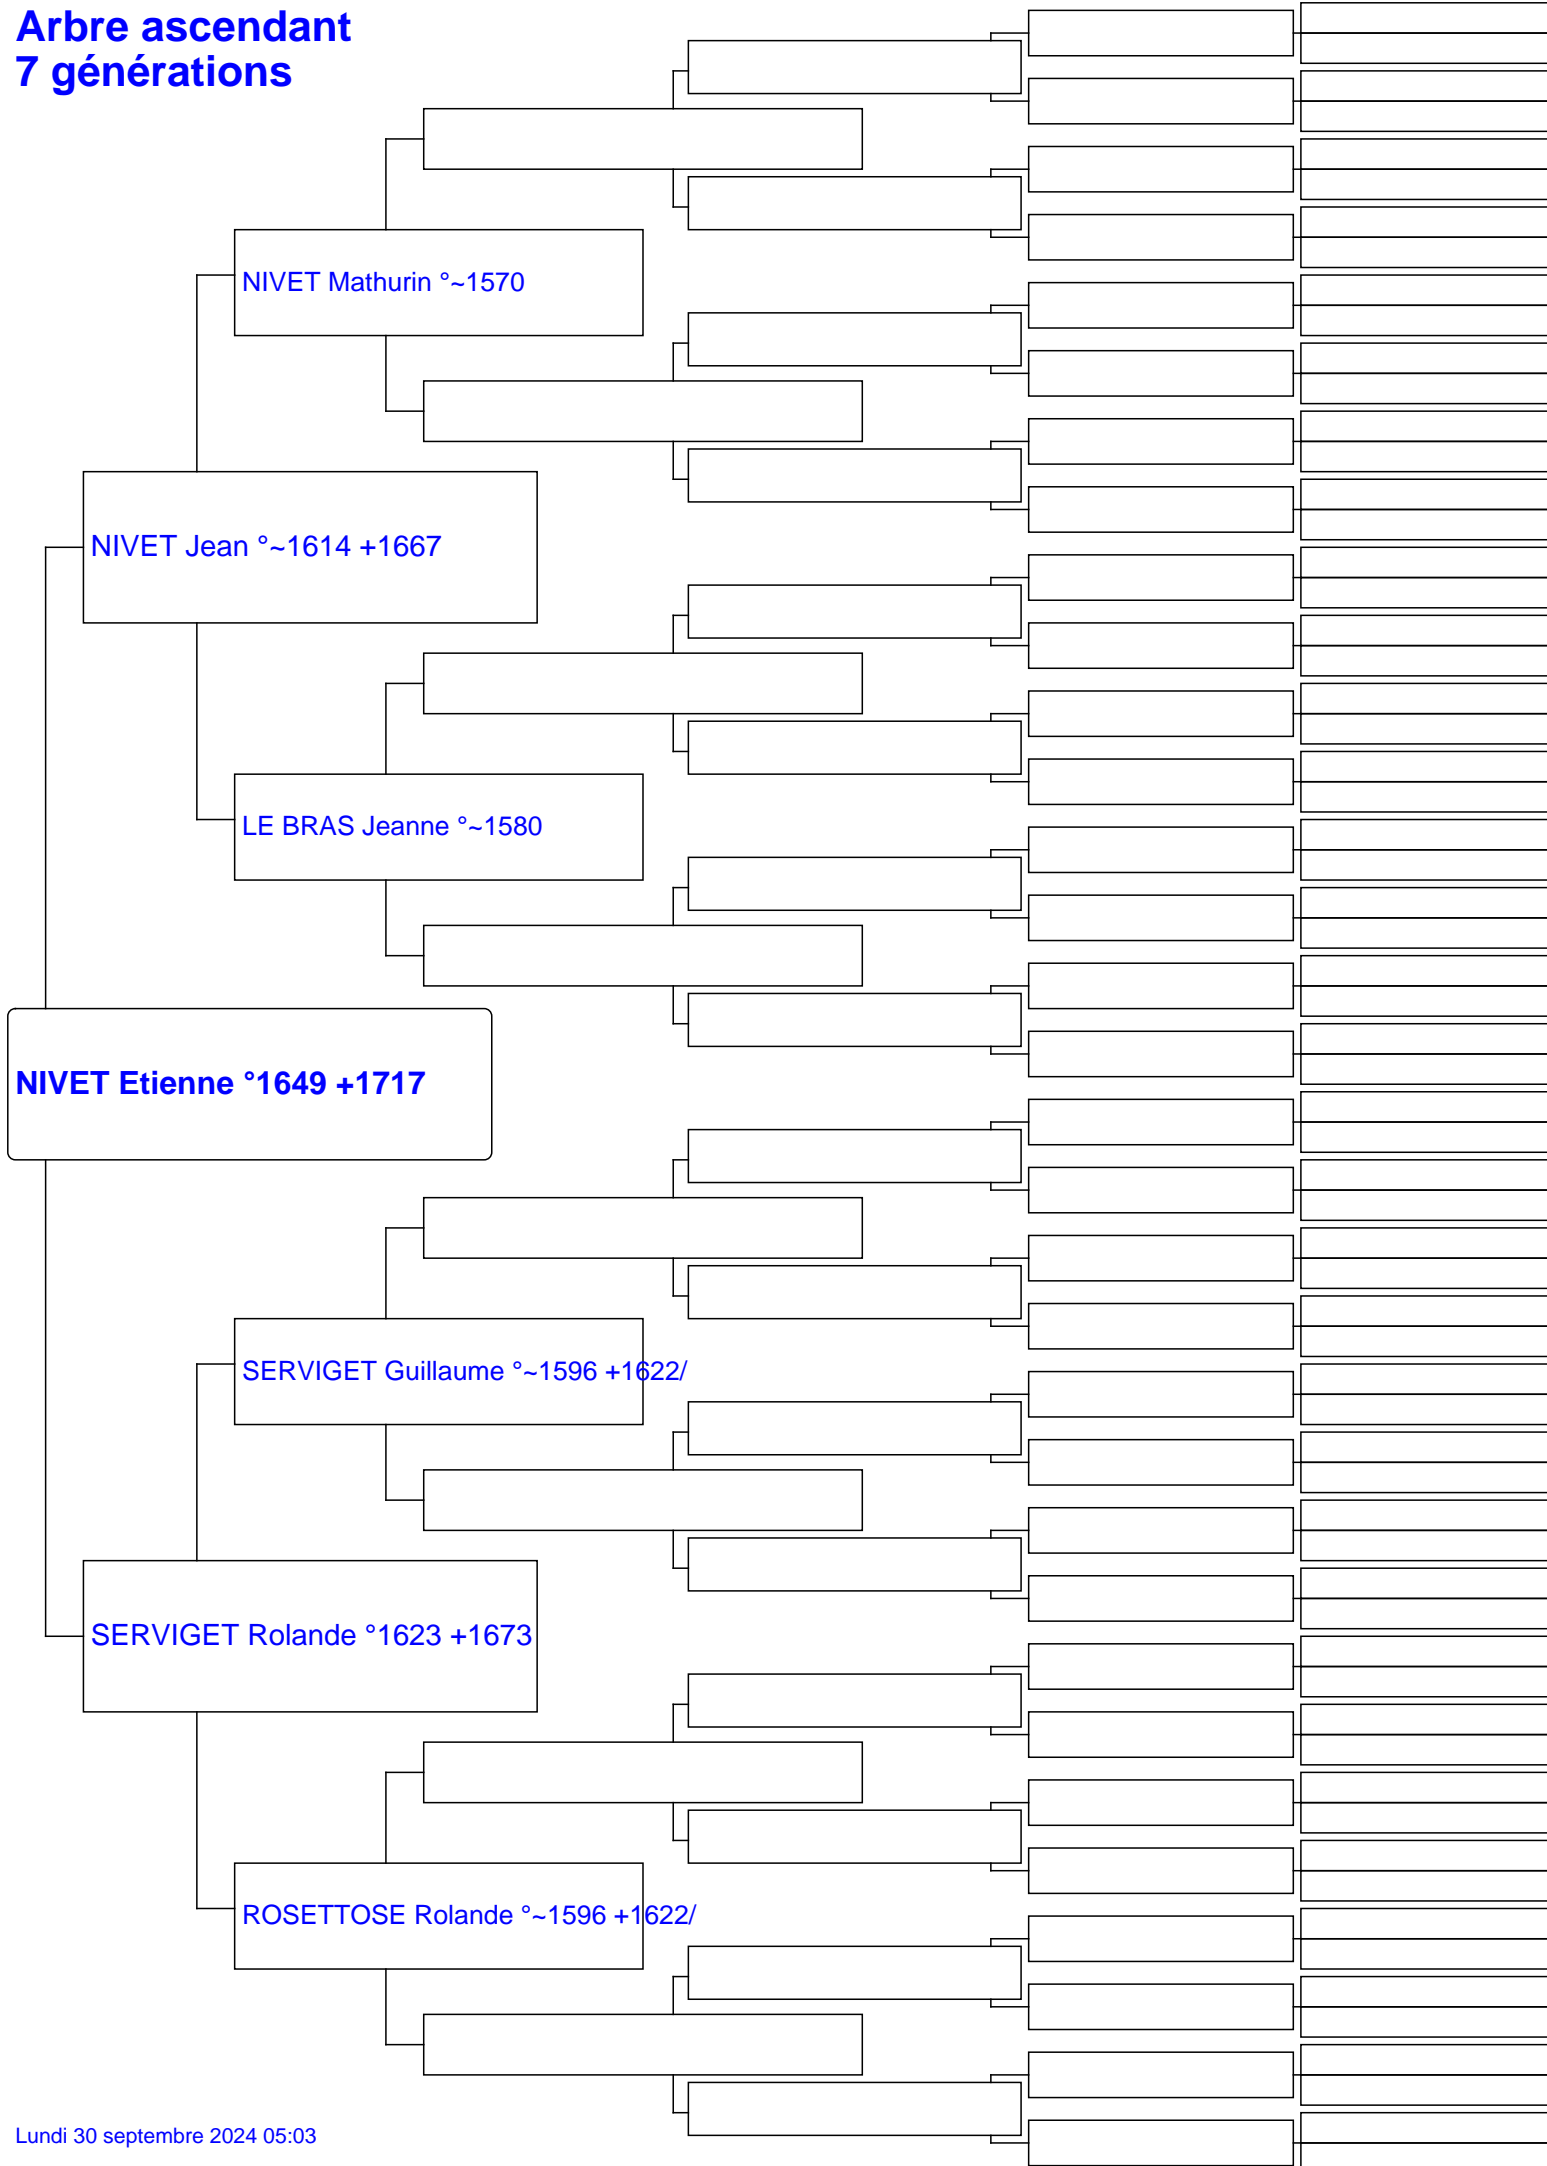 Arbre ascendant
7 générations
NIVET Mathurin °~1570
NIVET Jean °~1614 +1667
LE BRAS Jeanne °~1580
NIVET Etienne °1649 +1717
SERVIGET Guillaume °~1596 +1622/
SERVIGET Rolande °1623 +1673
ROSETTOSE Rolande °~1596 +1622/
Lundi 30 septembre 2024 05:03